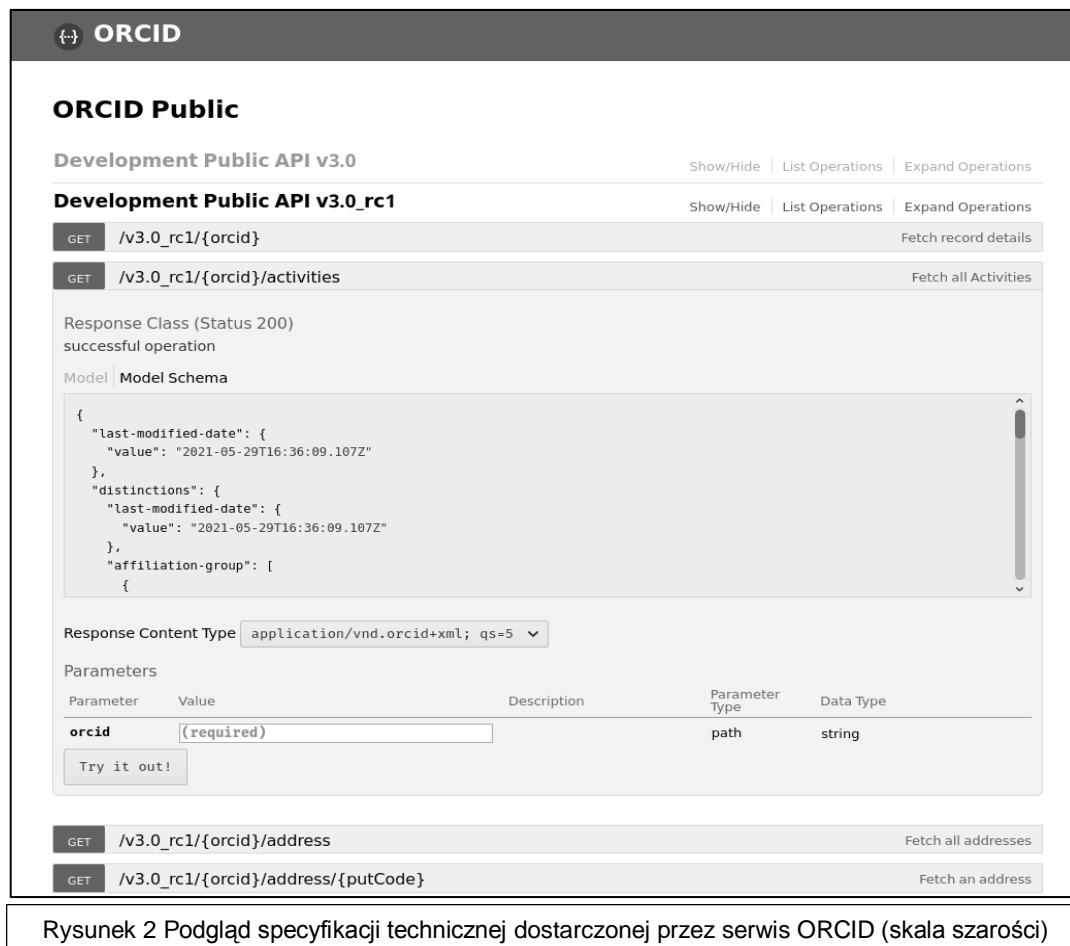 {··} ORCID
ORCID Public
Development Public API v3.0 Show/Hide List Operations Expand Operations
Development Public API v3.0_rc1 Show/Hide List Operations Expand Operations
GET /v3.0_rc1/{orcid} Fetch record details
GET /v3.0_rc1/{orcid}/activities Fetch all Activities
Response Class (Status 200)
successful operation
Model Model Schema
{
"last-modified-date": {
"value": "2021-05-29T16:36:09.107Z"
},
"distinctions": {
"last-modified-date": {
"value": "2021-05-29T16:36:09.107Z"
},
"affiliation-group": [
{
Response Content Type application/vnd.orcid+xml; qs=5
Parameters
Parameter Value Description Parameter Type Data Type
orcid (required) path string
Try it out!
GET /v3.0_rc1/{orcid}/address Fetch all addresses
GET /v3.0_rc1/{orcid}/address/{putCode} Fetch an address
Rysunek 2 Podgląd specyfikacji technicznej dostarczonej przez serwis ORCID (skala szarości)